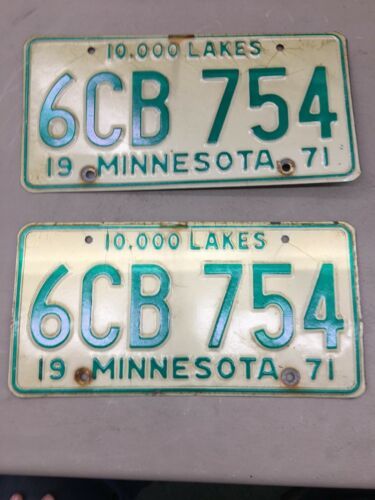 10,000 LAKES
6CB 754
19 MINNESOTA 71
10,000 LAKES
6CB 754
19 MINNESOTA 71